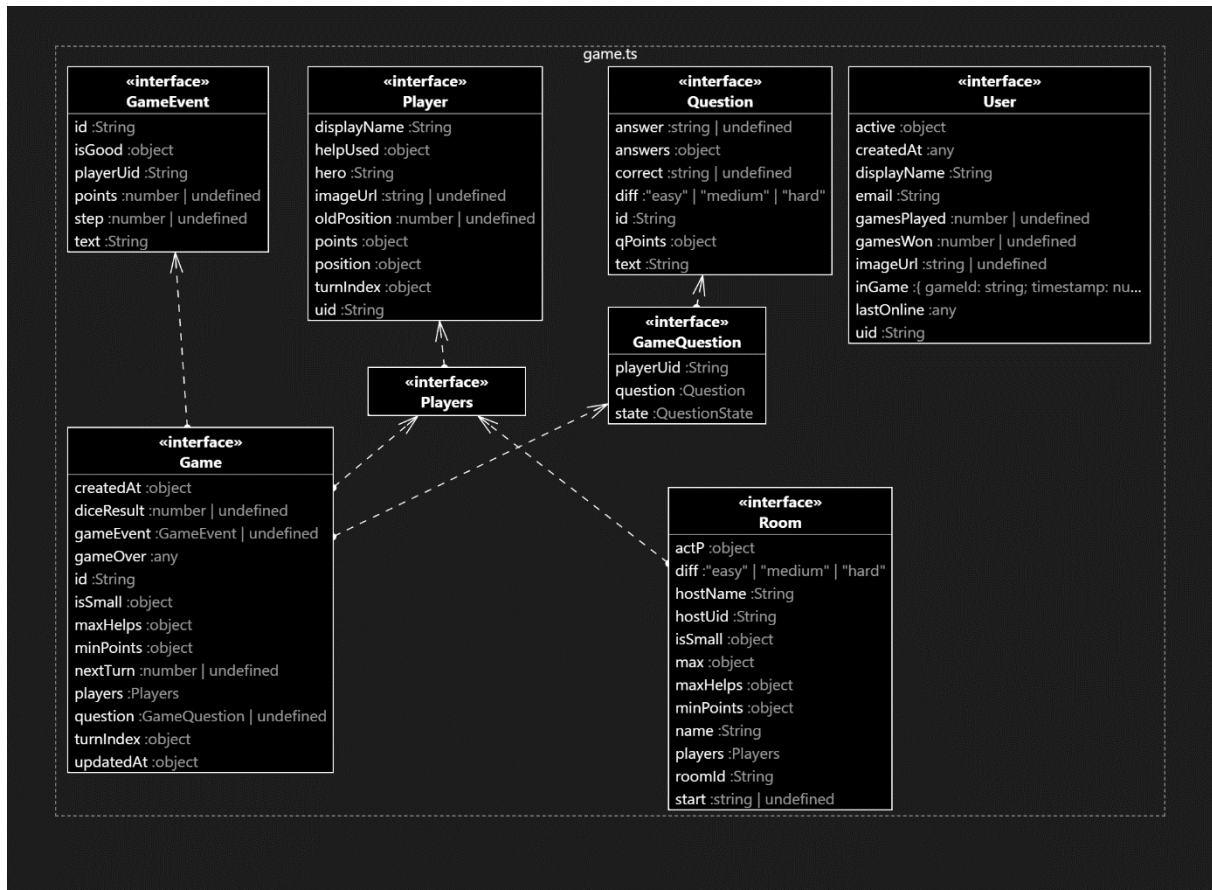 game.ts
«interface»
GameEvent
id :String
isGood :object
playerUid :String
points :number | undefined
step :number | undefined
text :String
«interface»
Player
displayName :String
helpUsed :object
hero :String
imageUrl :string | undefined
oldPosition :number | undefined
points :object
position :object
turnIndex :object
uid :String
«interface»
Question
answer :string | undefined
answers :object
correct :string | undefined
diff :"easy" | "medium" | "hard"
id :String
qPoints :object
text :String
«interface»
User
active :object
createdAt :any
displayName :String
email :String
gamesPlayed :number | undefined
gamesWon :number | undefined
imageUrl :string | undefined
inGame :{ gameId: string; timestamp: nu...
lastOnline :any
uid :String
«interface»
GameQuestion
playerUid :String
question :Question
state :QuestionState
«interface»
Players
«interface»
Game
createdAt :object
diceResult :number | undefined
gameEvent :GameEvent | undefined
gameOver :any
id :String
isSmall :object
maxHelps :object
minPoints :object
nextTurn :number | undefined
players :Players
question :GameQuestion | undefined
turnIndex :object
updatedAt :object
«interface»
Room
actP :object
diff :"easy" | "medium" | "hard"
hostName :String
hostUid :String
isSmall :object
max :object
maxHelps :object
minPoints :object
name :String
players :Players
roomId :String
start :string | undefined